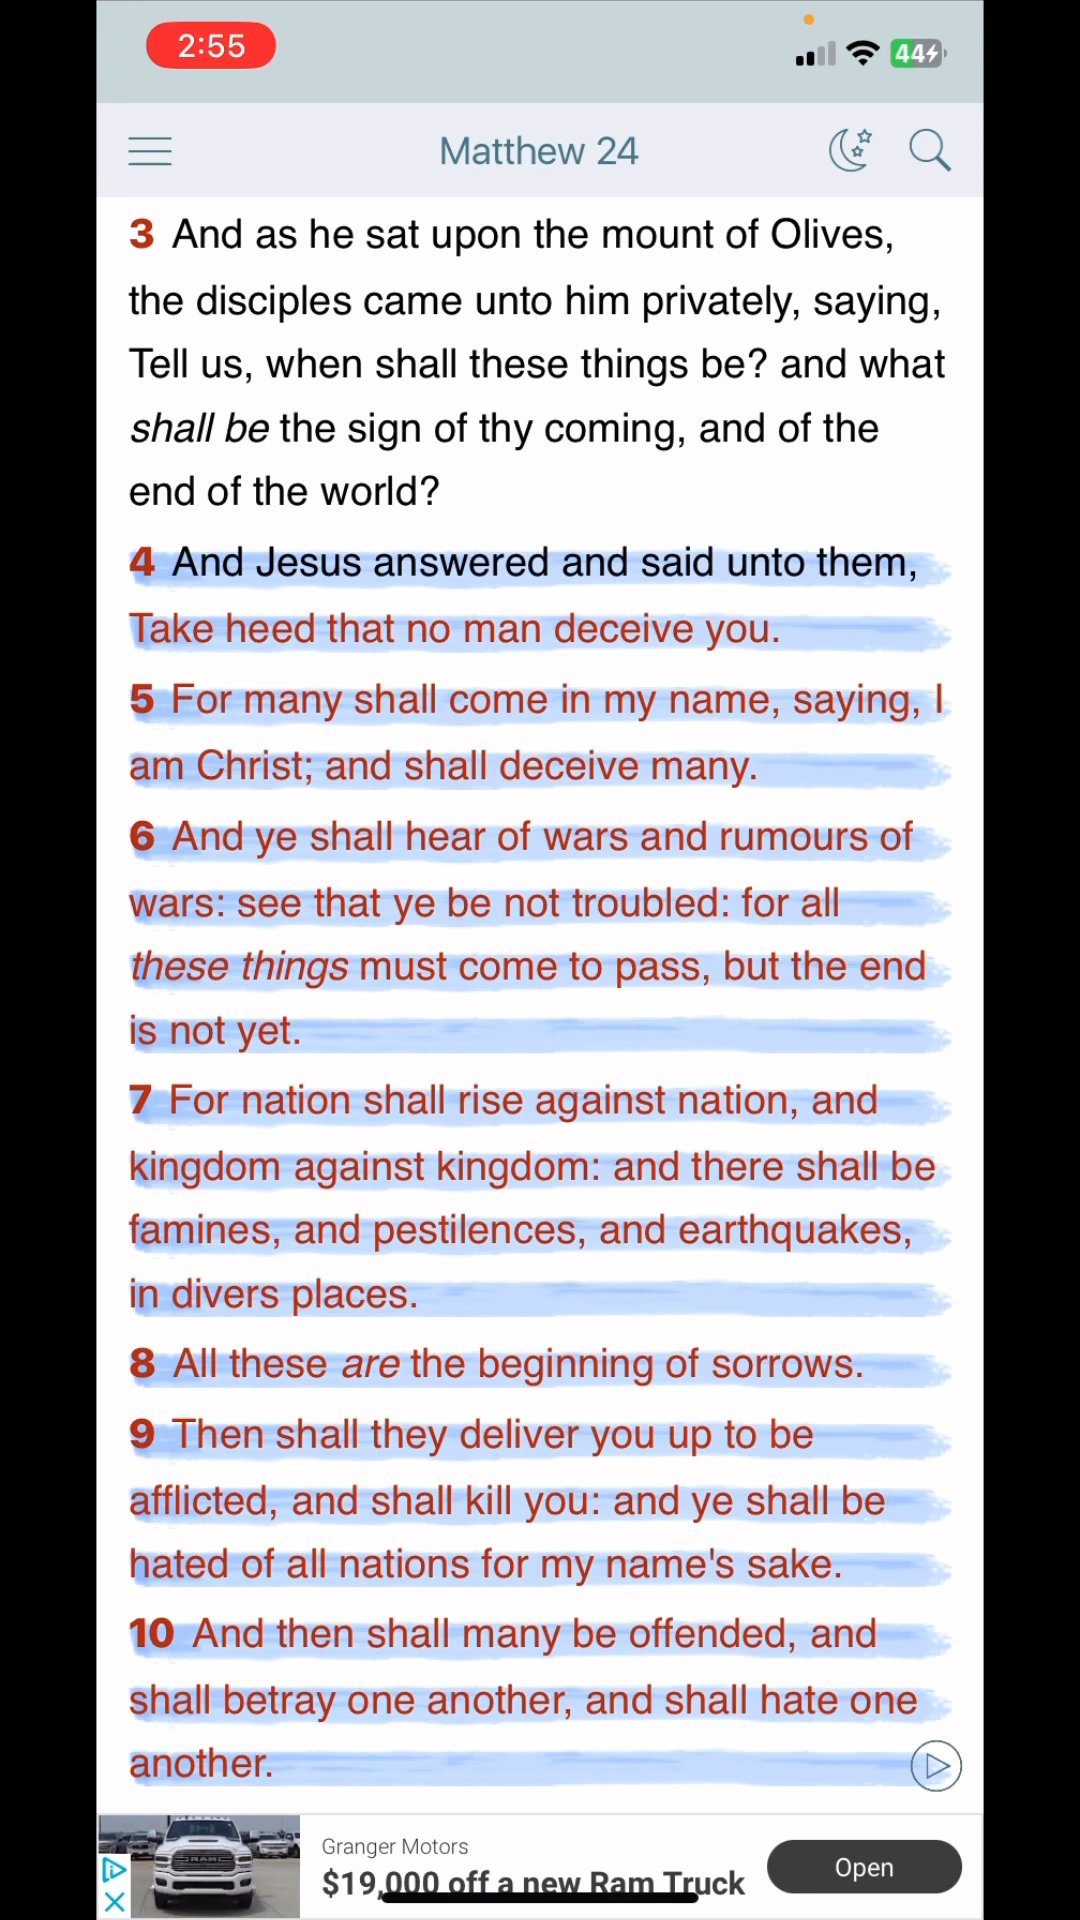 2:55
44
Matthew 24
3 And as he sat upon the mount of Olives,
the disciples came unto him privately, saying,
Tell us, when shall these things be? and what
shall be the sign of thy coming, and of the
end of the world?
4 And Jesus answered and said unto them,
Take heed that no man deceive you.
5 For many shall come in my name, saying, I
am Christ; and shall deceive many.
6 And ye shall hear of wars and rumours of
wars: see that ye be not troubled: for all
these things must come to pass, but the end
is not yet.
7 For nation shall rise against nation, and
kingdom against kingdom: and there shall be
famines, and pestilences, and earthquakes,
in divers places.
8 All these are the beginning of sorrows.
9 Then shall they deliver you up to be
afflicted, and shall kill you: and ye shall be
hated of all nations for my name's sake.
10 And then shall many be offended, and
shall betray one another, and shall hate one
another.
RAM
Granger Motors
$19,000 off a new Ram Truck
Open